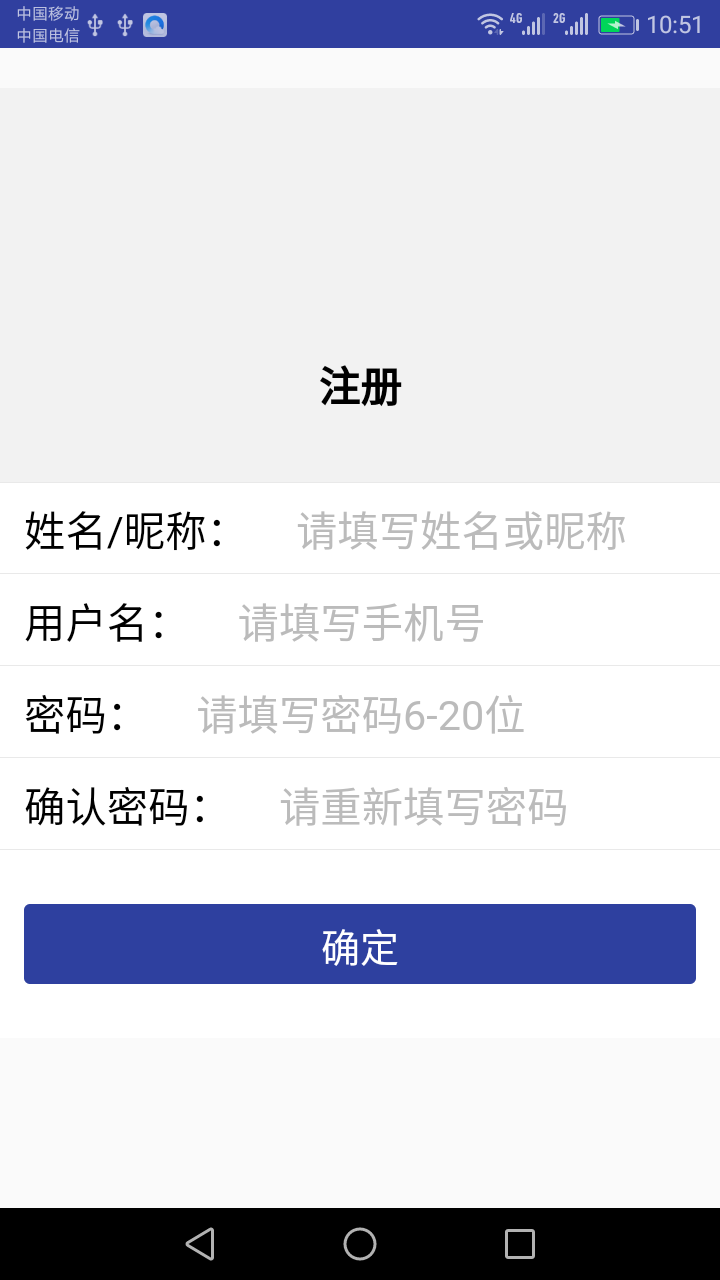 中国移动
中国电信
4G 2G 10:51
注册
姓名/昵称： 请填写姓名或昵称
用户名： 请填写手机号
密码： 请填写密码6-20位
确认密码： 请重新填写密码
确定